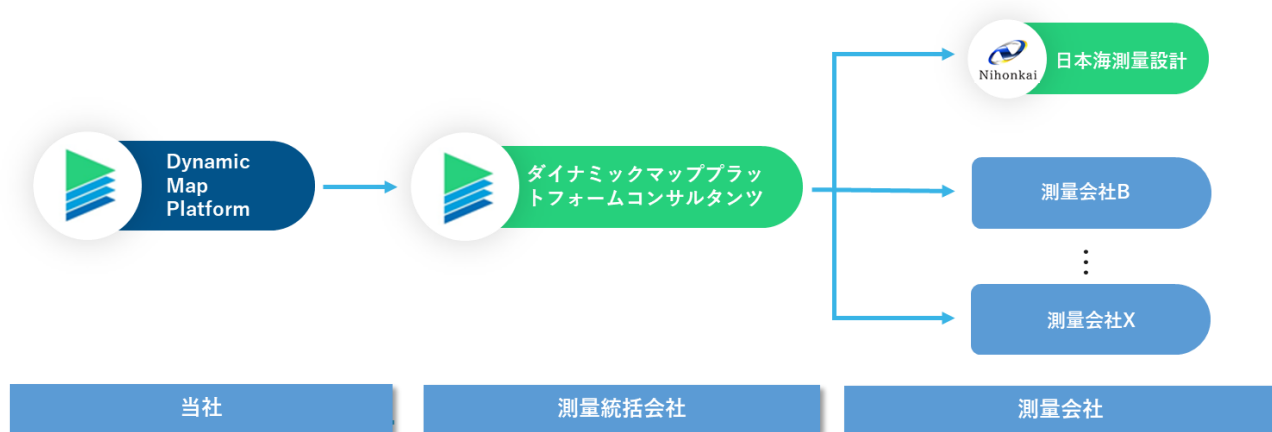 Nihonkai
日本海測量設計
Dynamic
Map
Platform
ダイナミックマッププラッ
トフォームコンサルタンツ
測量会社B
⋮
測量会社X
当社
測量統括会社
測量会社